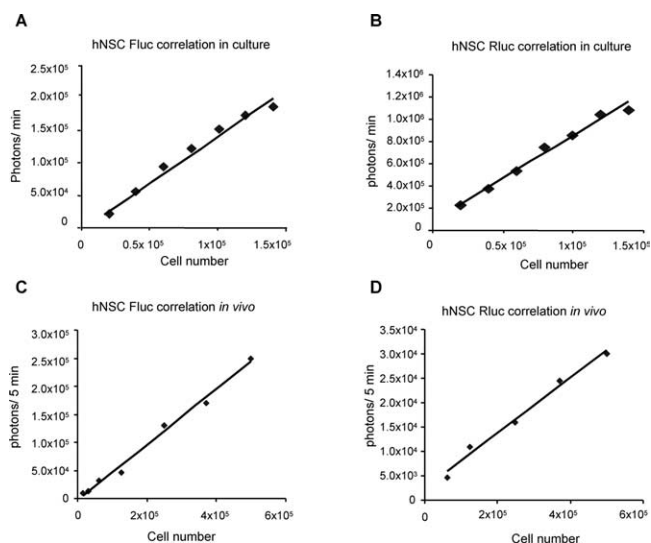 A
hNSC Fluc correlation in culture
2.5x10⁵
2.0x10⁵
1.5x10⁵
1.0x10⁵
5.0x10⁴
0
Photons/ min
0
0.5x 10⁵
1x10⁵
1.5x10⁵
Cell number
B
hNSC Rluc correlation in culture
1.4x10⁶
1.2x10⁶
1.0x10⁶
8.0x10⁵
6.0x10⁵
4.0x10⁵
2.0x10⁵
0
photons/ min
0
0.5x 10⁵
1x10⁵
1.5x10⁵
Cell number
C
hNSC Fluc correlation in vivo
3.0x10⁵
2.5x10⁵
2.0x10⁵
1.5x10⁵
1.0x10⁵
5.0x10⁴
0
photons/ 5 min
0
2x10⁵
4x10⁵
6x10⁵
Cell number
D
hNSC Rluc correlation in vivo
3.5x10⁴
3.0x10⁴
2.5x10⁴
2.0x10⁴
1.5x10⁴
1.0x10⁴
5.0x10³
0
photons/ 5 min
0
2x10⁵
4x10⁵
6x10⁵
Cell number